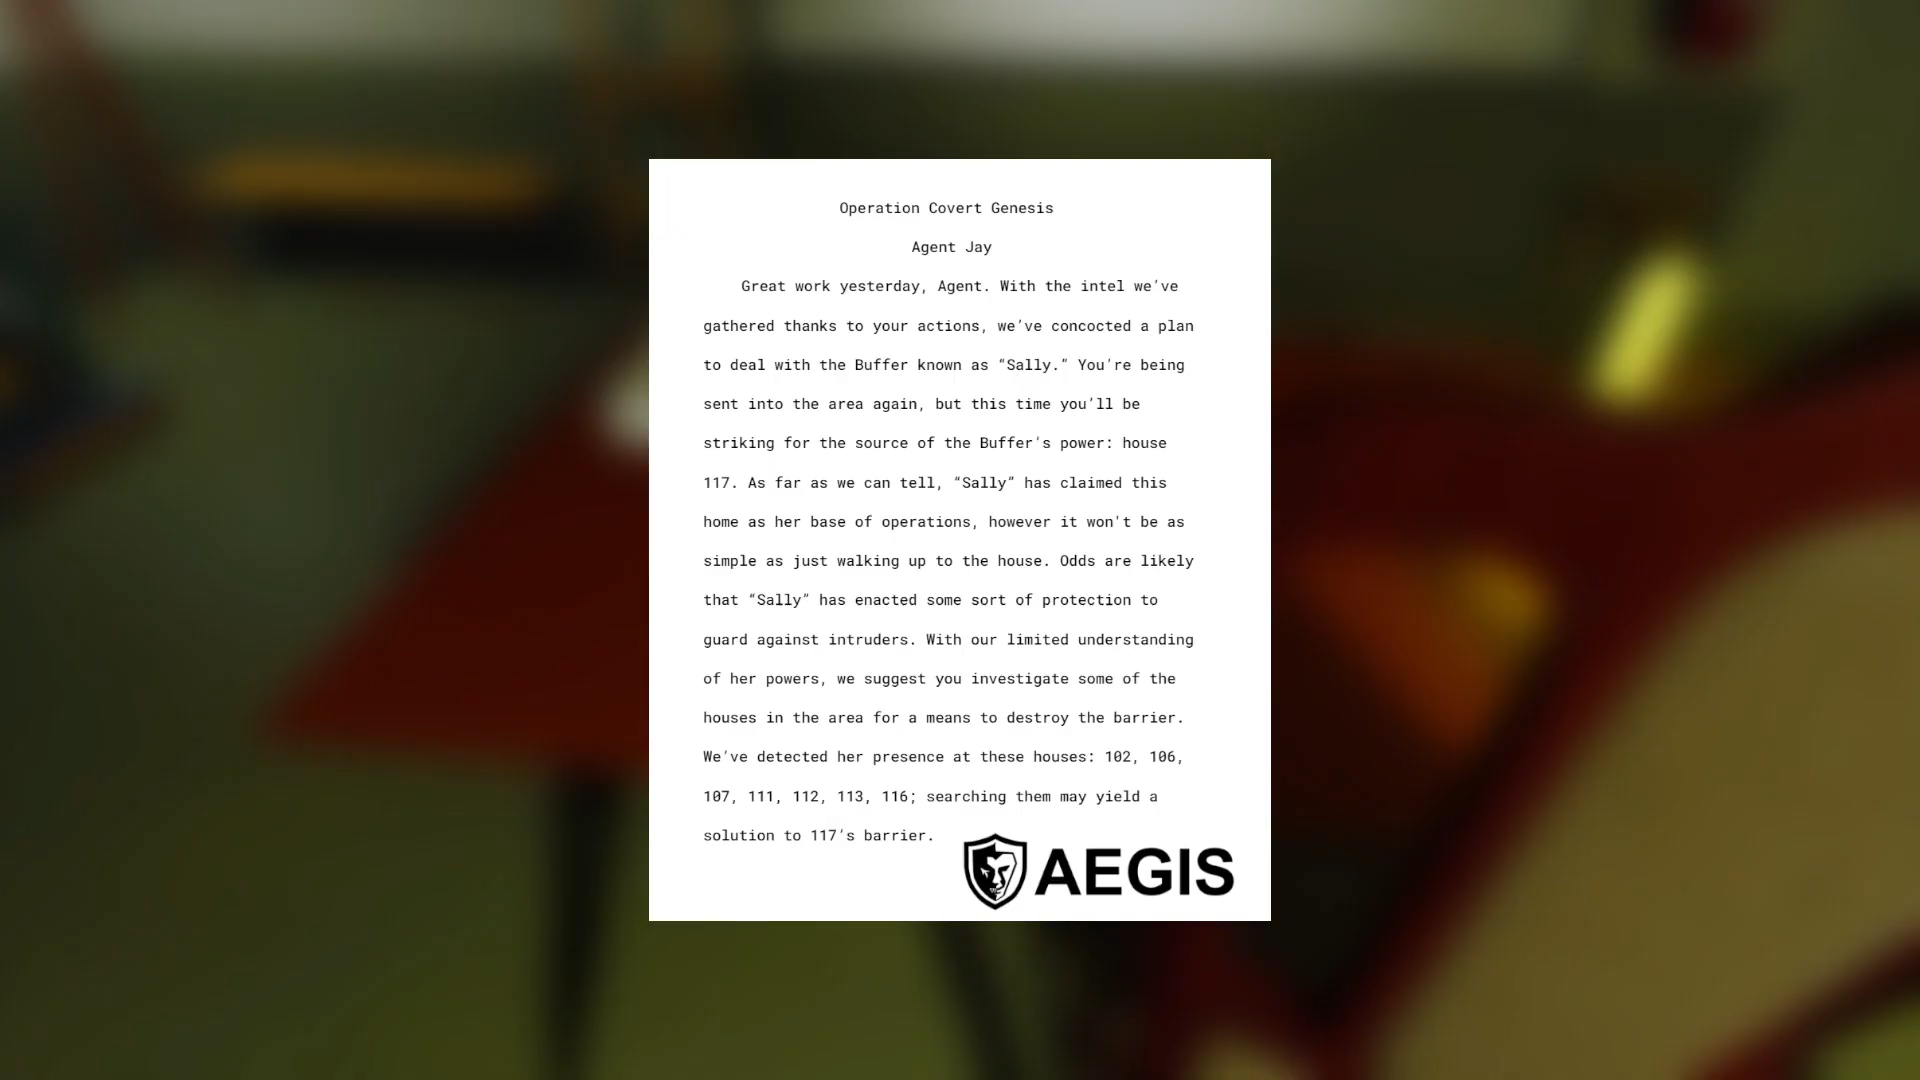 Operation Covert Genesis
Agent Jay
Great work yesterday, Agent. With the intel we've
gathered thanks to your actions, we've concocted a plan
to deal with the Buffer known as “Sally.” You're being
sent into the area again, but this time you'll be
striking for the source of the Buffer's power: house
117. As far as we can tell, “Sally” has claimed this
home as her base of operations, however it won't be as
simple as just walking up to the house. Odds are likely
that “Sally” has enacted some sort of protection to
guard against intruders. With our limited understanding
of her powers, we suggest you investigate some of the
houses in the area for a means to destroy the barrier.
We've detected her presence at these houses: 102, 106,
107, 111, 112, 113, 116; searching them may yield a
solution to 117's barrier.
AEGIS